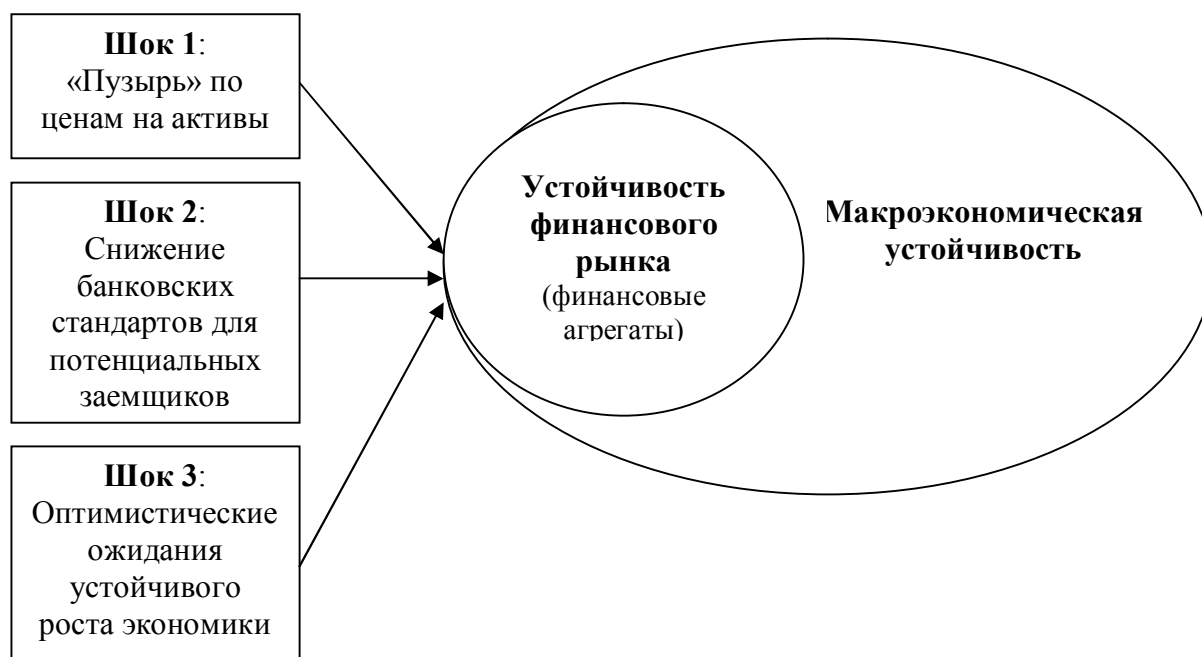 Шок 1:
«Пузырь» по
ценам на активы
Шок 2:
Снижение
банковских
стандартов для
потенциальных
заемщиков
Шок 3:
Оптимистические
ожидания
устойчивого
роста экономики
Устойчивость
финансового
рынка
(финансовые
агрегаты)
Макроэкономическая
устойчивость